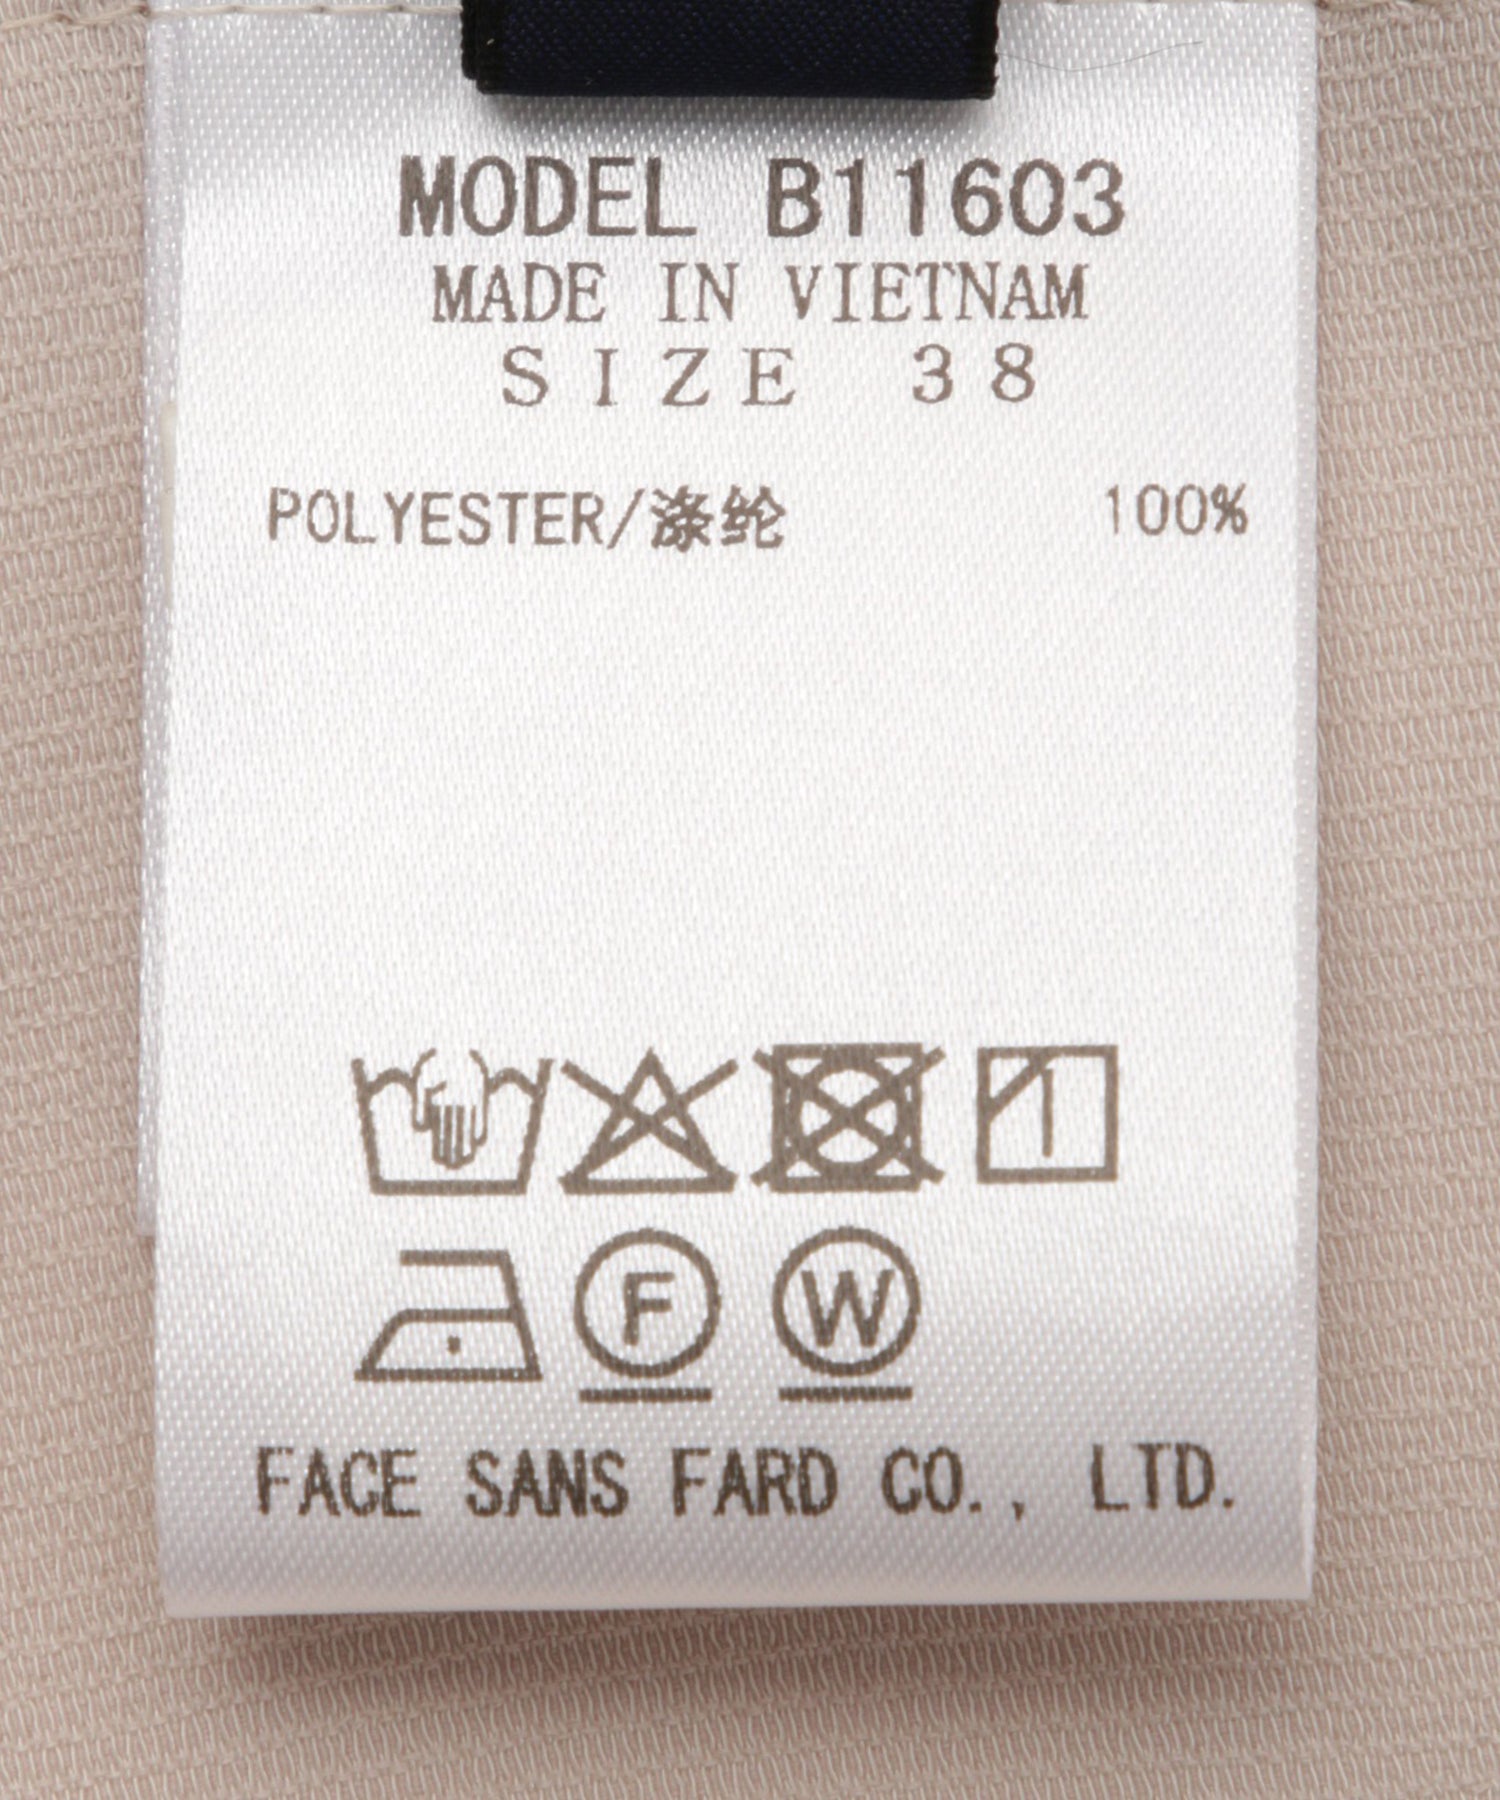 MODEL B11603
MADE IN VIETNAM
SIZE 38
POLYESTER/涤纶 100%
F W
FACE SANS FARD CO., LTD.